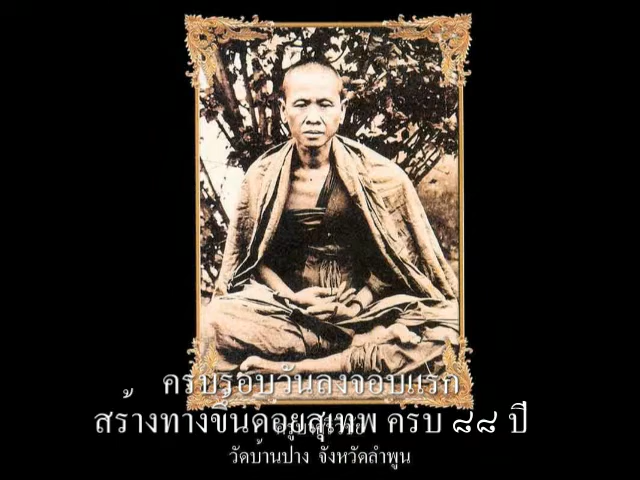 ครบรอบวันลงจอบแรก
สร้างทางขึ้นดอยสุเทพ ครบ ๘๘ ปี
วัดบ้านปาง จังหวัดลำพูน